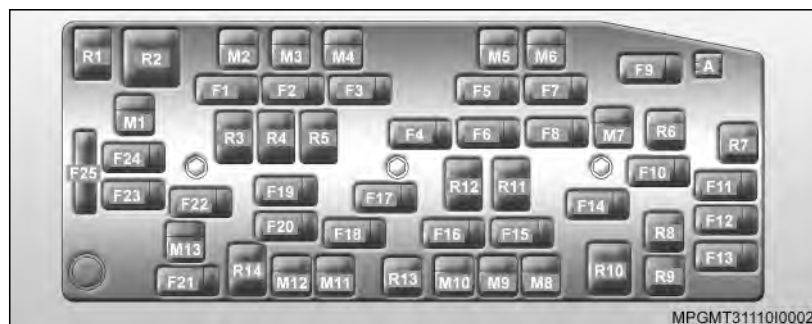 R1 R2 M2 M3 M4 M5 M6 F9 A
F1 F2 F3 F5 F7
M1 R3 R4 R5 F4 F6 F8 M7 R6 R7
F25 F24 F10
F23 F22 F19 F17 R12 R11 F14 F11
F20 F18 F16 F15 R8 F12
M13 F21 R14 M12 M11 R13 M10 M9 M8 R10 R9 F13
MPGMT31110I0002